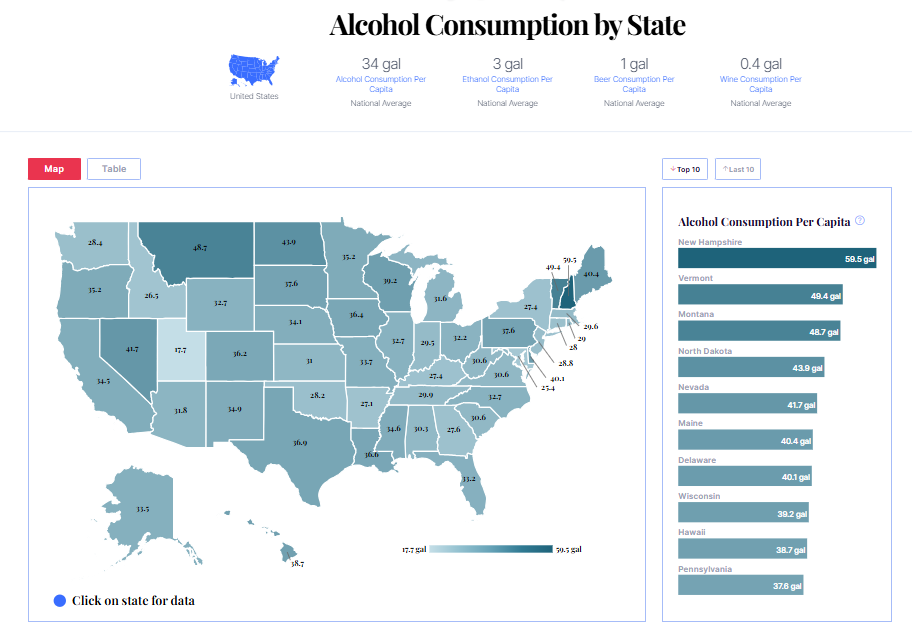 Alcohol Consumption by State
United States
34 gal
Alcohol Consumption Per
Capita
National Average
3 gal
Ethanol Consumption Per
Capita
National Average
1 gal
Beer Consumption Per
Capita
National Average
0.4 gal
Wine Consumption Per
Capita
National Average
Map
Table
28.4
48.7
43.9
35.2
35.2
26.5
32.7
37.6
39.2
31.6
27.4
49.4
59.5
40.4
34.5
41.7
17.7
36.2
34.1
36.4
32.7
29.5
32.2
37.6
29.6
29
28
28.8
40.1
25.4
31
33.7
27.4
30.6
30.6
31.8
34.9
28.2
27.1
29.9
32.7
36.9
36.6
34.6
30.3
27.6
30.6
33.2
33.5
38.7
17.7 gal
59.5 gal
Click on state for data
↓Top 10
↑Last 10
Alcohol Consumption Per Capita ?
New Hampshire
59.5 gal
Vermont
49.4 gal
Montana
48.7 gal
North Dakota
43.9 gal
Nevada
41.7 gal
Maine
40.4 gal
Delaware
40.1 gal
Wisconsin
39.2 gal
Hawaii
38.7 gal
Pennsylvania
37.6 gal